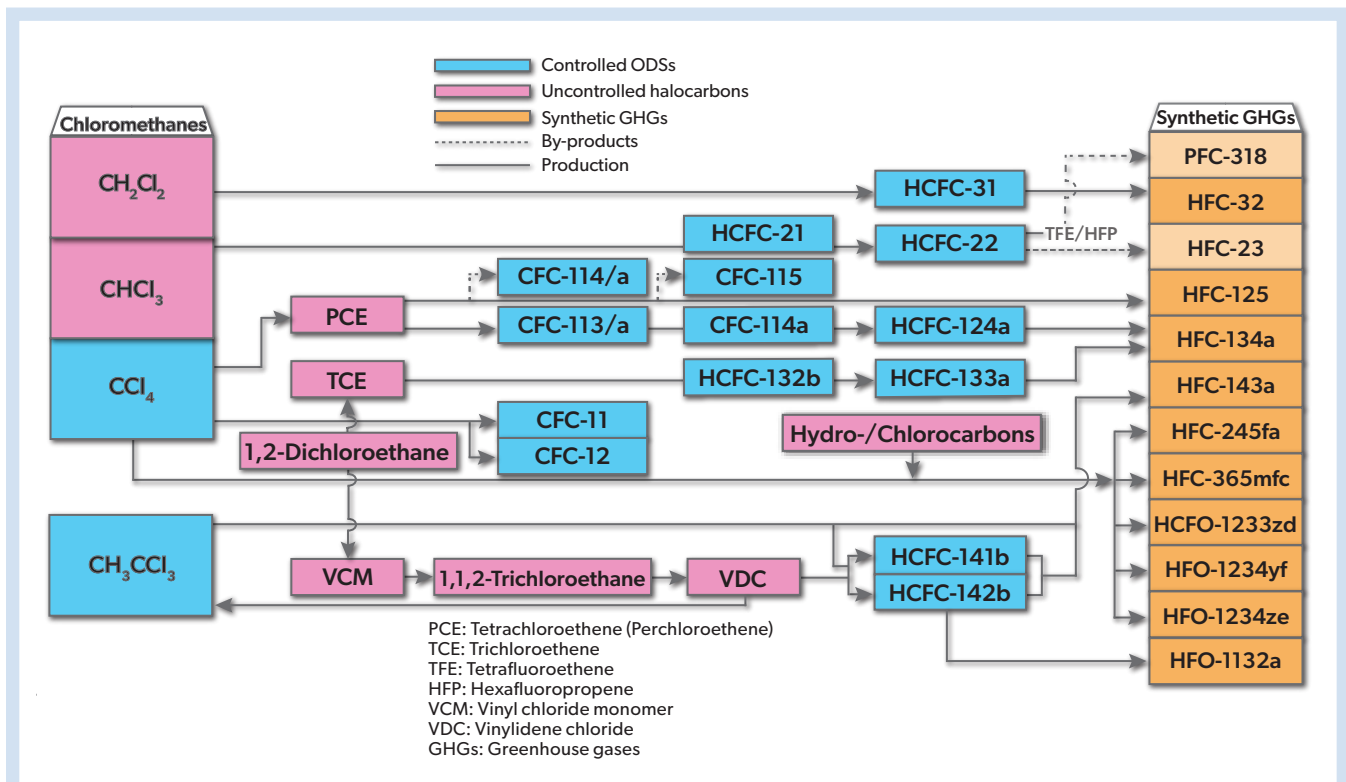 Controlled ODSs
Uncontrolled halocarbons
Synthetic GHGs
By-products
Production
Chloromethanes
CH₂Cl₂
CHCl₃
CCl₄
CH₃CCl₃
HCFC-31
HCFC-21
HCFC-22
TFE/HFP
CFC-114/a
CFC-115
PCE
CFC-113/a
CFC-114a
HCFC-124a
TCE
HCFC-132b
HCFC-133a
CFC-11
CFC-12
1,2-Dichloroethane
Hydro-/Chlorocarbons
VCM
1,1,2-Trichloroethane
VDC
HCFC-141b
HCFC-142b
Synthetic GHGs
PFC-318
HFC-32
HFC-23
HFC-125
HFC-134a
HFC-143a
HFC-245fa
HFC-365mfc
HCFO-1233zd
HFO-1234yf
HFO-1234ze
HFO-1132a
PCE: Tetrachloroethene (Perchloroethene)
TCE: Trichloroethene
TFE: Tetrafluoroethene
HFP: Hexafluoropropene
VCM: Vinyl chloride monomer
VDC: Vinylidene chloride
GHGs: Greenhouse gases